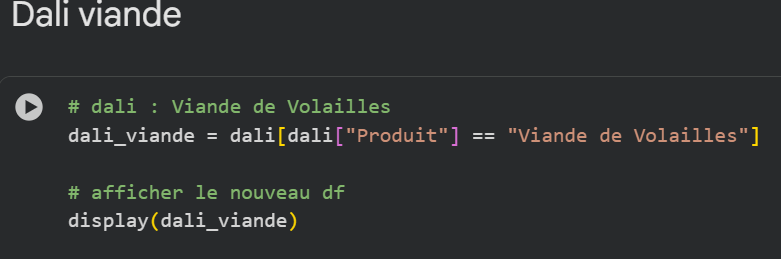 Dali viande
# dali : Viande de Volailles
dali_viande = dali[dali["Produit"] == "Viande de Volailles"]
# afficher le nouveau df
display(dali_viande)